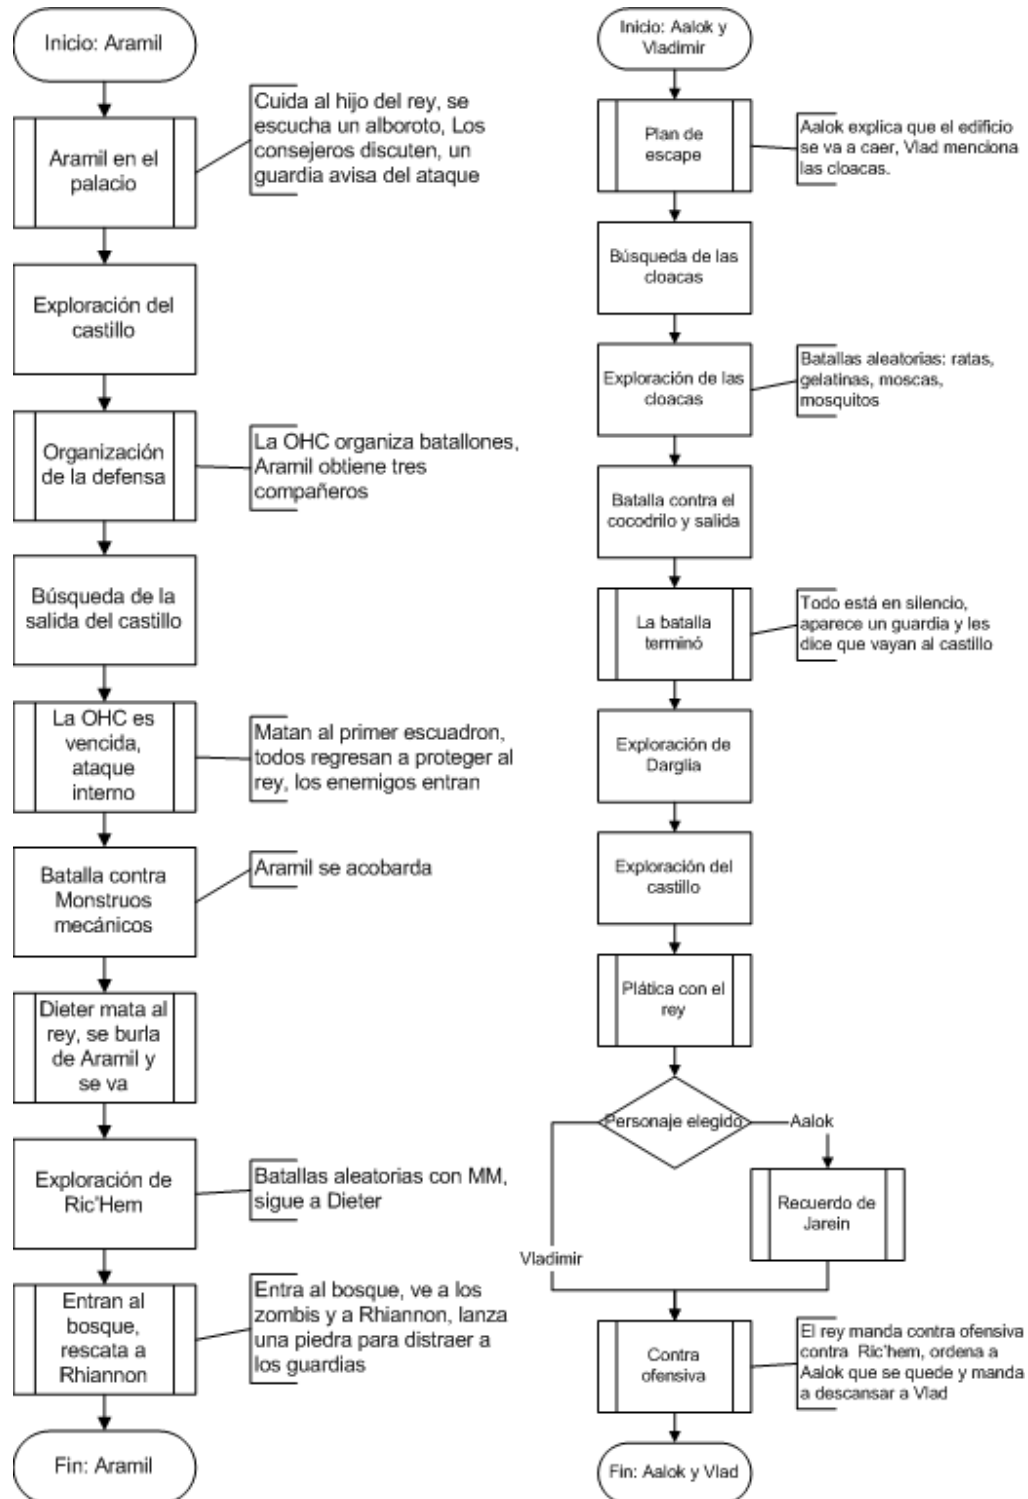 Inicio: Aramil
Aramil en el
palacio
Cuida al hijo del rey, se
escucha un alboroto, Los
consejeros discuten, un
guardia avisa del ataque
Exploración del
castillo
Organización
de la defensa
La OHC organiza batallones,
Aramil obtiene tres
compañeros
Búsqueda de la
salida del castillo
La OHC es
vencida,
ataque
interno
Matan al primer escuadron,
todos regresan a proteger al
rey, los enemigos entran
Batalla contra
Monstruos
mecánicos
Aramil se acobarda
Dieter mata al
rey, se burla
de Aramil y
se va
Exploración de
Ric'Hem
Batallas aleatorias con MM,
sigue a Dieter
Entran al
bosque,
rescata a
Rhiannon
Entra al bosque, ve a los
zombis y a Rhiannon, lanza
una piedra para distraer a
los guardias
Fin: Aramil
Inicio: Aalok y
Vladimir
Plan de
escape
Aalok explica que el edificio
se va a caer, Vlad menciona
las cloacas.
Búsqueda de las
cloacas
Exploración de las
cloacas
Batallas aleatorias: ratas,
gelatinas, moscas,
mosquitos
Batalla contra el
cocodrilo y salida
La batalla
terminó
Todo está en silencio,
aparece un guardia y les
dice que vayan al castillo
Exploración de
Darglia
Exploración del
castillo
Plática con el
rey
Personaje elegido
Aalok
Recuerdo de
Jarein
Vladimir
Contra
ofensiva
El rey manda contra ofensiva
contra Ric'hem, ordena a
Aalok que se quede y manda
a descansar a Vlad
Fin: Aalok y Vlad